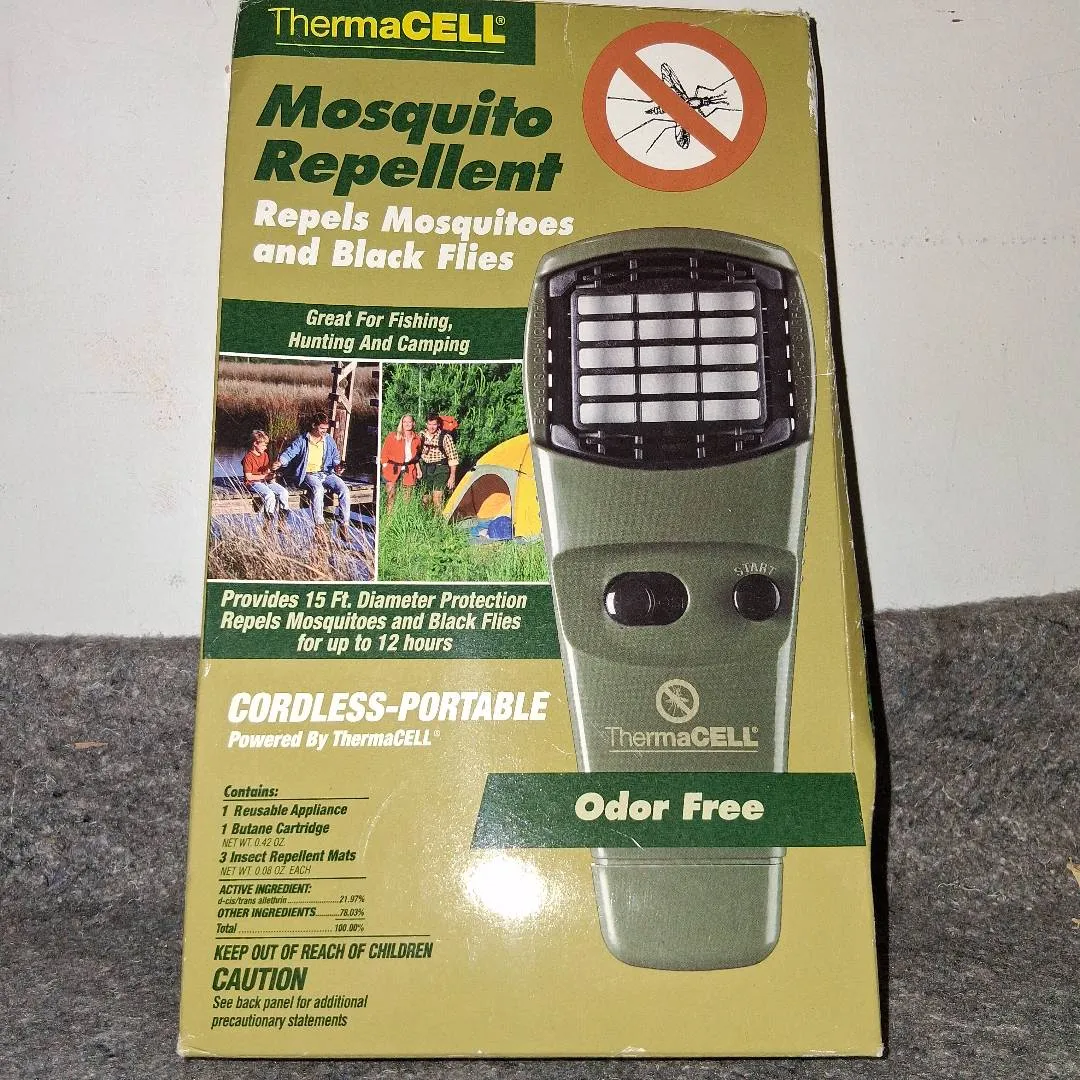 ThermaCELL®
Mosquito
Repellent
Repels Mosquitoes
and Black Flies
Great For Fishing,
Hunting And Camping
Provides 15 Ft. Diameter Protection
Repels Mosquitoes and Black Flies
for up to 12 hours
START
CORDLESS-PORTABLE
Powered By ThermaCELL®
ThermaCELL®
Odor Free
Contains:
1 Reusable Appliance
1 Butane Cartridge
NET WT. 0.42 OZ.
3 Insect Repellent Mats
NET WT. 0.08 OZ. EACH
ACTIVE INGREDIENT:
d-cis/trans allethrin....................21.97%
OTHER INGREDIENTS.........78.03%
Total ................................ 100.00%
KEEP OUT OF REACH OF CHILDREN
CAUTION
See back panel for additional
precautionary statements